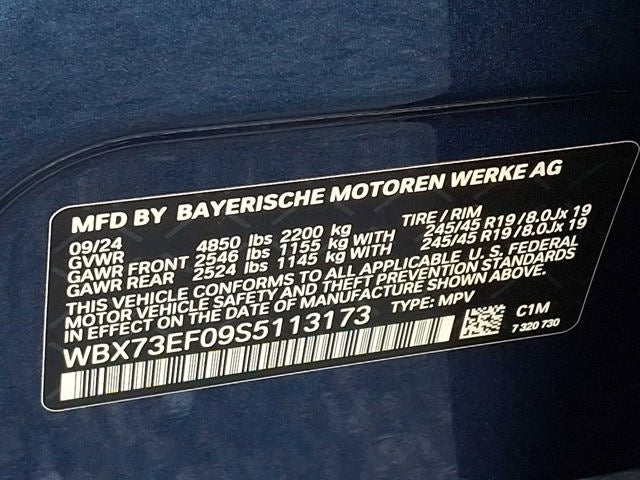 MFD BY BAYERISCHE MOTOREN WERKE AG
09/24 TIRE / RIM
GVWR 4850 lbs 2200 kg
GAWR FRONT 2546 lbs 1155 kg WITH 245/45 R19 /8.0Jx 19
GAWR REAR 2524 lbs 1145 kg WITH 245/45 R19 /8.0Jx 19
THIS VEHICLE CONFORMS TO ALL APPLICABLE U. S. FEDERAL
MOTOR VEHICLE SAFETY AND THEFT PREVENTION STANDARDS
IN EFFECT ON THE DATE OF MANUFACTURE SHOWN ABOVE.
WBX73EF09S5113173 TYPE: MPV
C1M
7 320 730